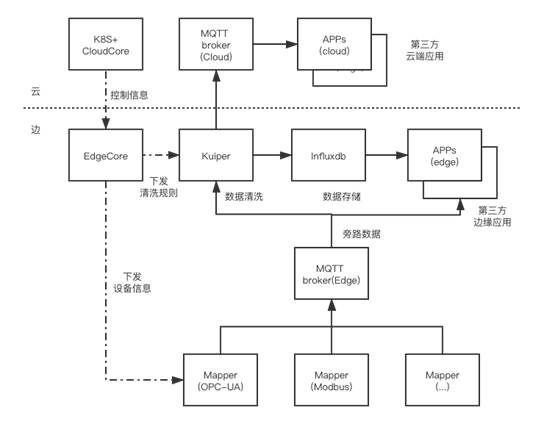 K8S+
CloudCore
MQTT
broker
(Cloud)
APPs
(cloud)
第三方
云端应用
云
控制信息
边
EdgeCore
下发
清洗规则
Kuiper
数据清洗
Influxdb
数据存储
APPs
(edge)
第三方
边缘应用
旁路数据
MQTT
broker(Edge)
下发
设备信息
Mapper
(OPC-UA)
Mapper
(Modbus)
Mapper
(...)